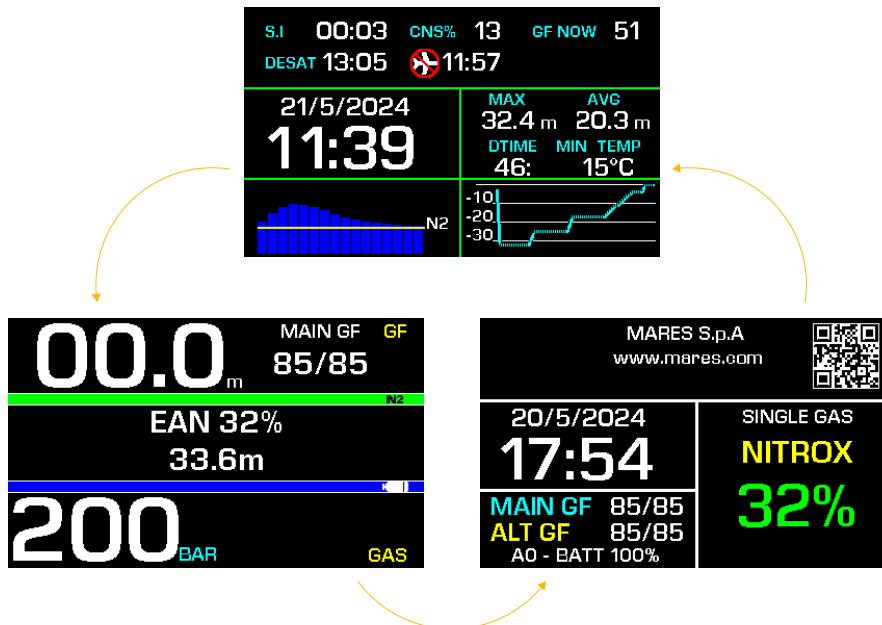 S.I 00:03 CNS% 13 GF NOW 51
DESAT 13:05 11:57
21/5/2024
11:39
MAX AVG
32.4 m 20.3 m
DTIME MIN TEMP
46: 15°C
N2
-10
-20
-30
00.0 m
MAIN GF GF
85/85
N2
EAN 32%
33.6m
200 BAR
GAS
MARES S.p.A
www.mares.com
20/5/2024
17:54
MAIN GF 85/85
ALT GF 85/85
A0 - BATT 100%
SINGLE GAS
NITROX
32%